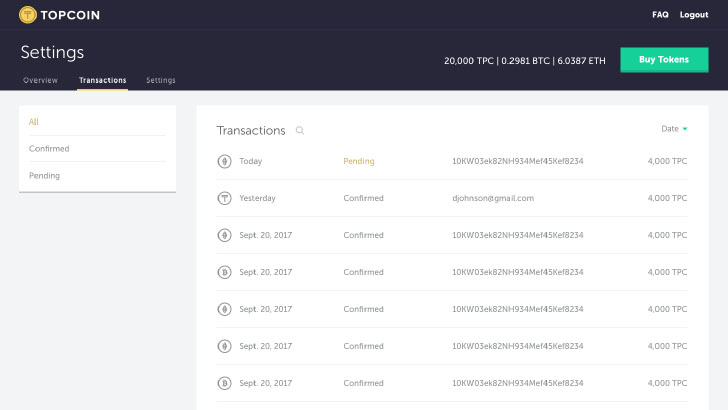 TOPCOIN
FAQ Logout
Settings
20,000 TPC | 0.2981 BTC | 6.0387 ETH
Buy Tokens
Overview Transactions Settings
All
Confirmed
Pending
Transactions
Date
Today Pending 10KW03ek82NH934Mef45Kef8234 4,000 TPC
Yesterday Confirmed djohnson@gmail.com 4,000 TPC
Sept. 20, 2017 Confirmed 10KW03ek82NH934Mef45Kef8234 4,000 TPC
Sept. 20, 2017 Confirmed 10KW03ek82NH934Mef45Kef8234 4,000 TPC
Sept. 20, 2017 Confirmed 10KW03ek82NH934Mef45Kef8234 4,000 TPC
Sept. 20, 2017 Confirmed 10KW03ek82NH934Mef45Kef8234 4,000 TPC
Sept. 20, 2017 Confirmed 10KW03ek82NH934Mef45Kef8234 4,000 TPC